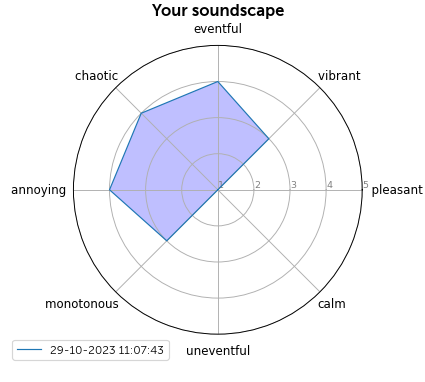 Your soundscape
eventful
chaotic
vibrant
annoying
1 2 3 4 5
pleasant
monotonous
calm
29-10-2023 11:07:43
uneventful